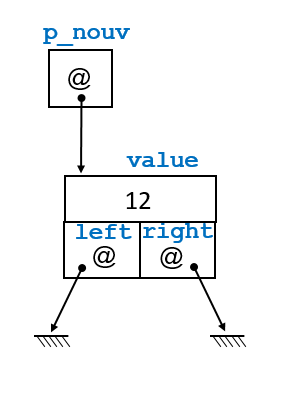 p_nouv
@
value
12
left right
@ @